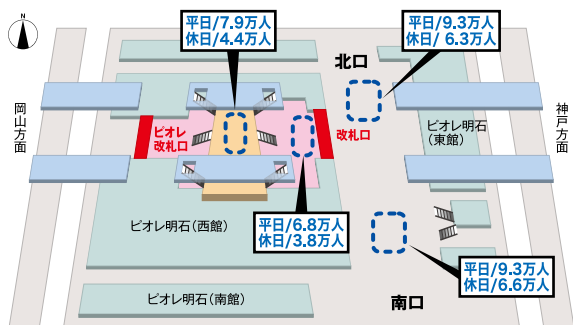 N
平日/7.9万人
休日/4.4万人
平日/9.3万人
休日/ 6.3万人
北口
岡山方面
神戸方面
ピオレ
改札口
改札口
ピオレ明石
(東館)
平日/6.8万人
休日/3.8万人
ピオレ明石(西館)
平日/9.3万人
休日/6.6万人
ピオレ明石(南館)
南口